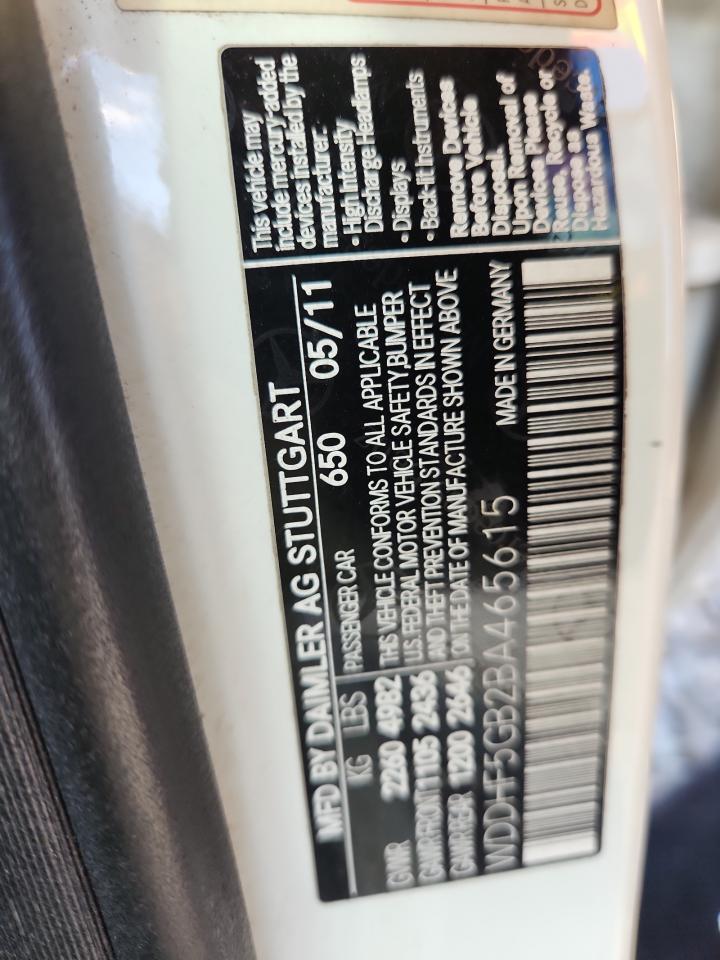 MFD BY DAIMLER AG STUTTGART
KG LBS PASSENGER CAR 650 05/11
GVWR 2260 4982
GAWR FRONT 1105 2436
GAWR REAR 1200 2646
THIS VEHICLE CONFORMS TO ALL APPLICABLE
U.S. FEDERAL MOTOR VEHICLE SAFETY, BUMPER
AND THEFT PREVENTION STANDARDS IN EFFECT
ON THE DATE OF MANUFACTURE SHOWN ABOVE
WDDHF5GB2BA465615 MADE IN GERMANY
This vehicle may
include mercury-added
devices installed by the
manufacturer:
• High Intensity
Discharge Headlamps
• Displays
• Back-lit Instruments
Remove Devices
Before Vehicle
Disposal.
Upon Removal of
Devices Please
Reuse, Recycle or
Dispose as
Hazardous Waste.